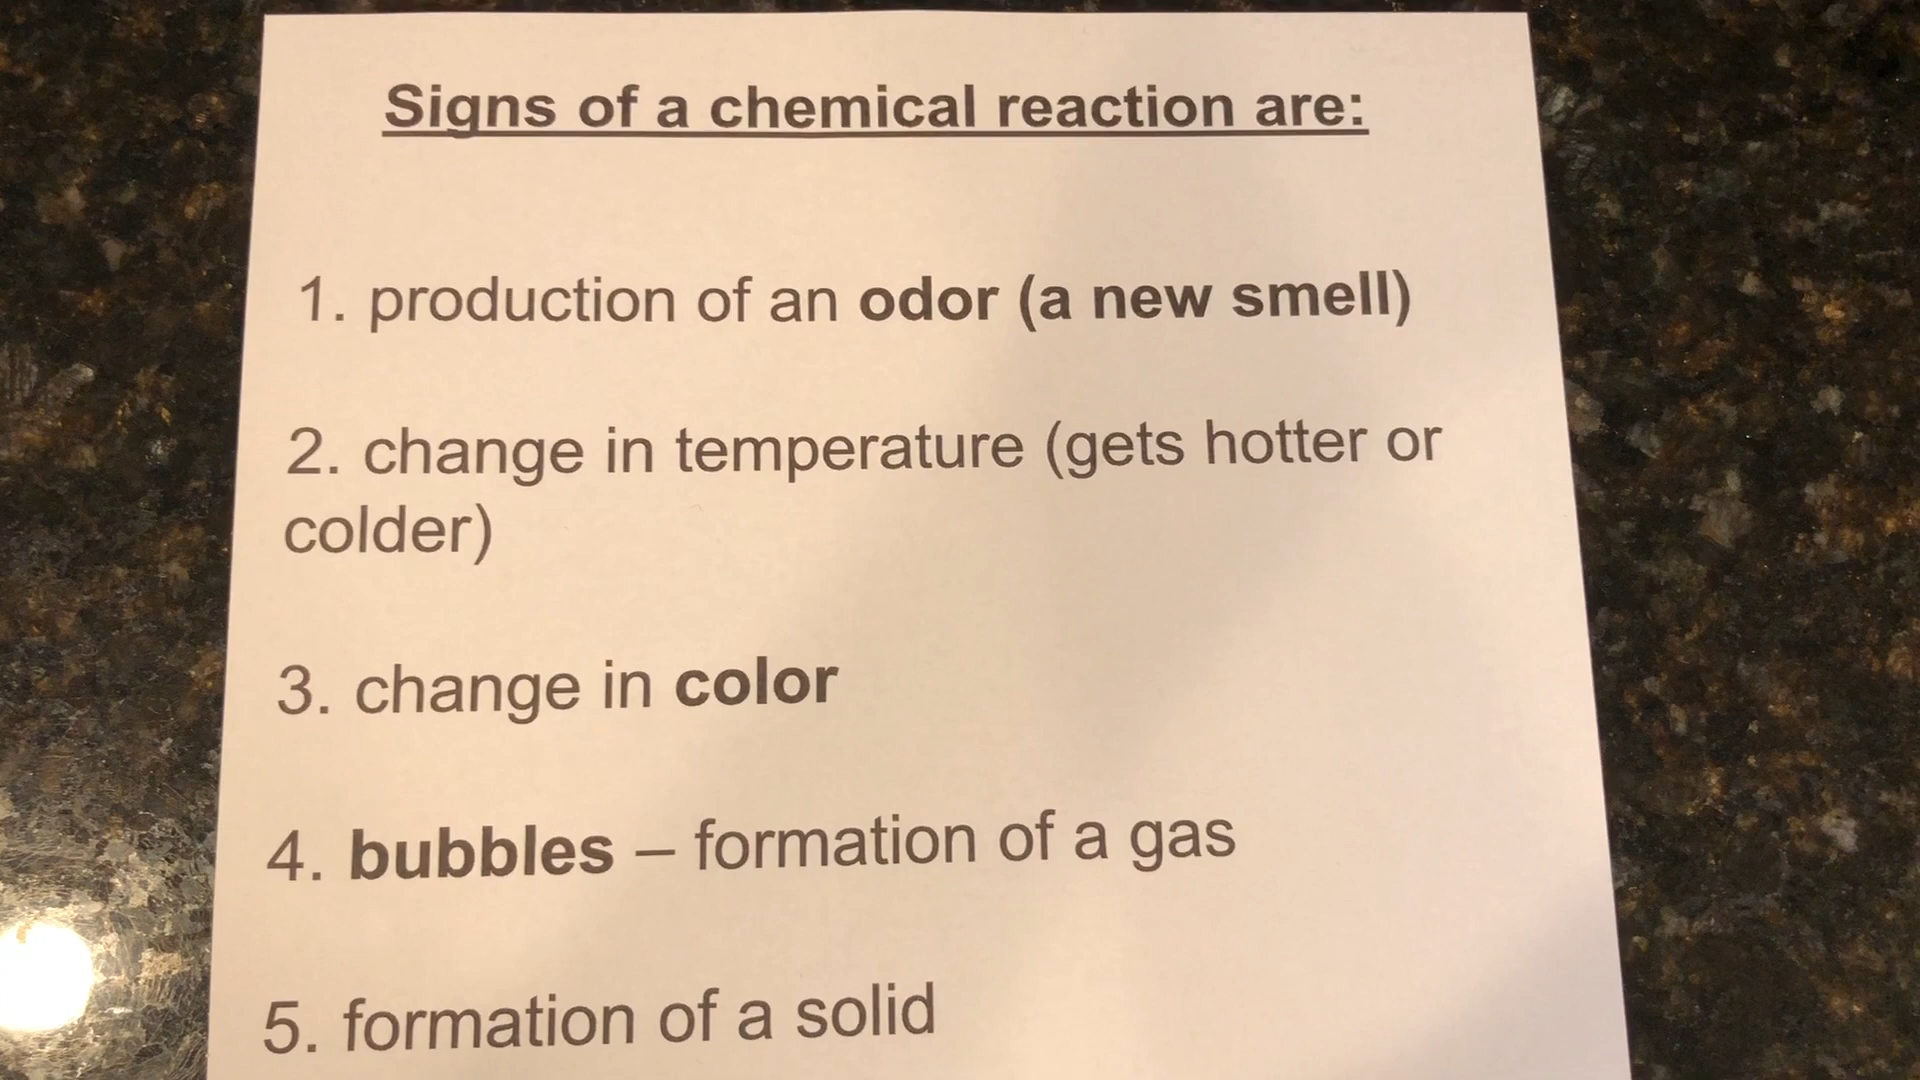 Signs of a chemical reaction are:
1. production of an odor (a new smell)
2. change in temperature (gets hotter or
colder)
3. change in color
4. bubbles – formation of a gas
5. formation of a solid